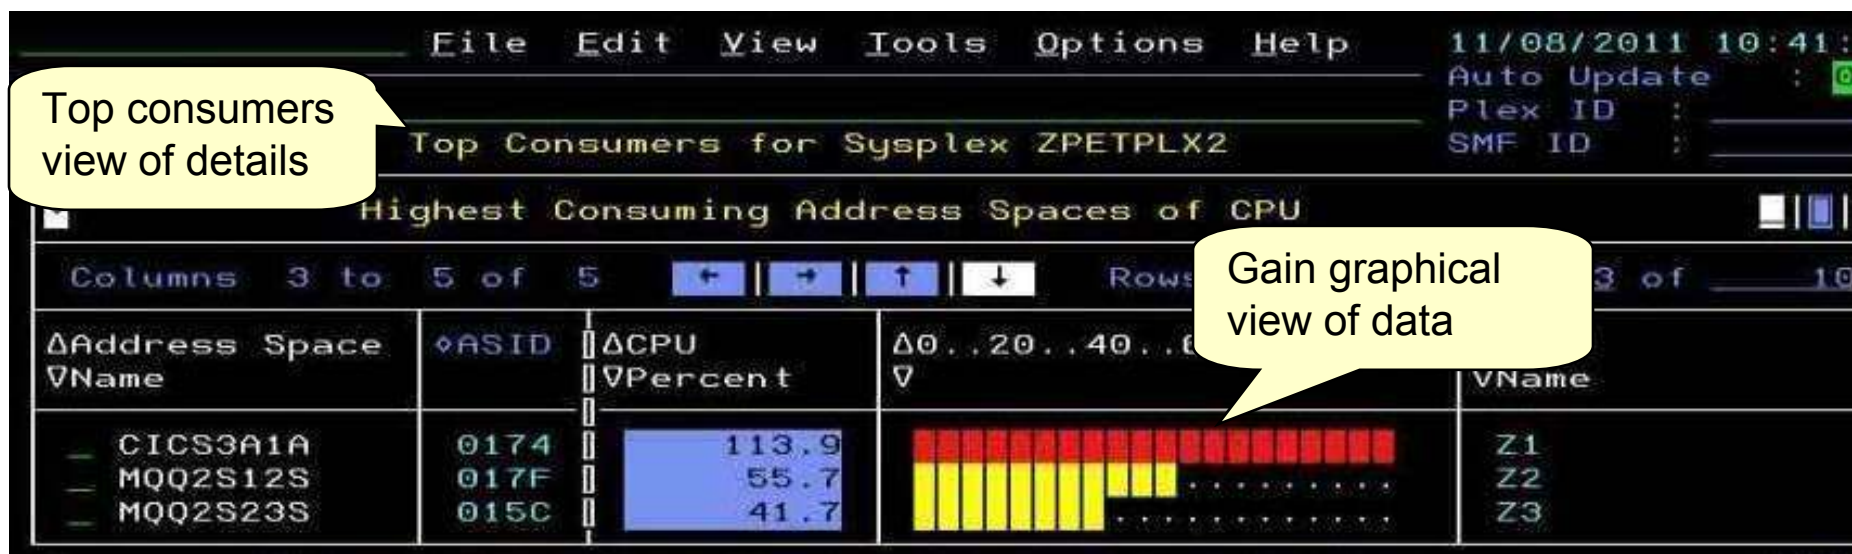 File Edit View Tools Options Help 11/08/2011 10:41:
Auto Update :
Plex ID :
Top consumers
view of details
Top Consumers for Sysplex ZPETPLX2 SMF ID :
Highest Consuming Address Spaces of CPU
Columns 3 to 5 of 5 ← → ↑ ↓ Rows 3 of 10
Gain graphical
view of data
ΔAddress Space ◊ASID ΔCPU Δ0..20..40..
∇Name ∇Percent ∇ ∇Name
_ CICS3A1A 0174 113.9 Z1
_ MQQ2S12S 017F 55.7 Z2
_ MQQ2S23S 015C 41.7 Z3